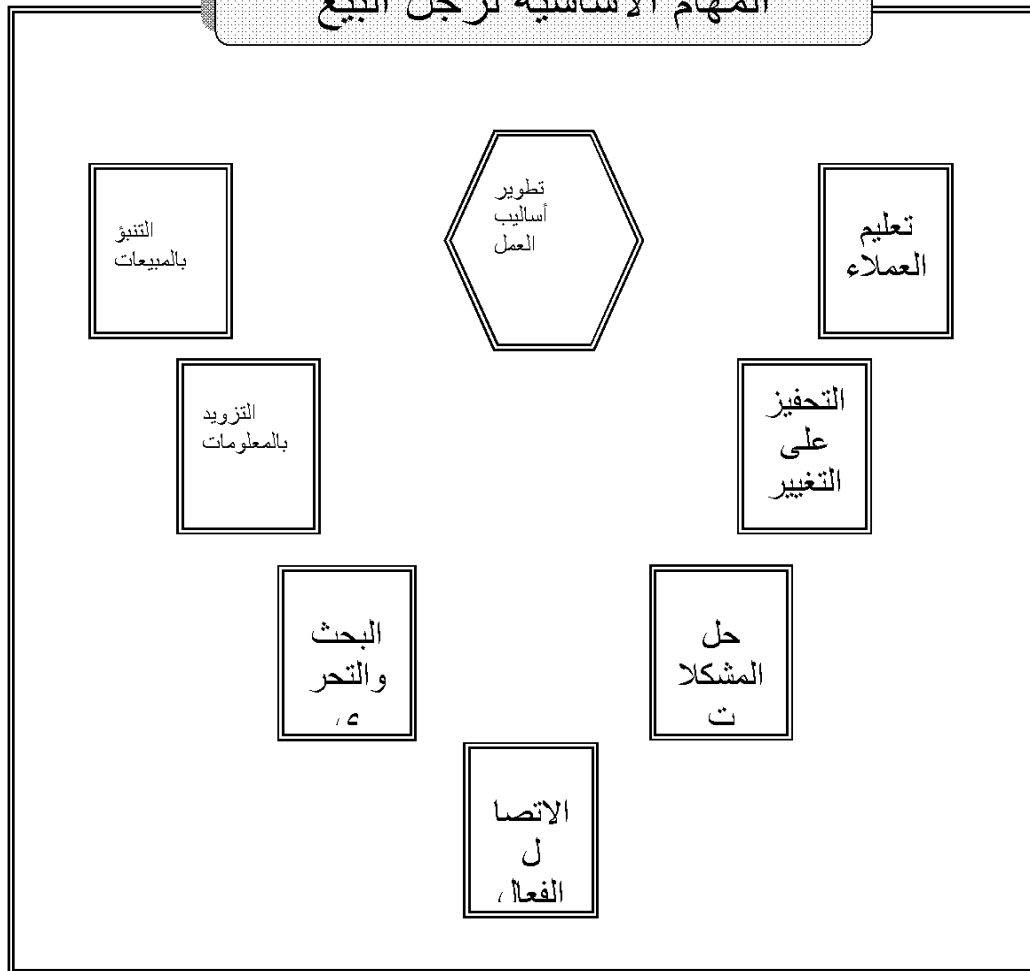 المهام الأساسية لرجل البيع
تطوير
أساليب
العمل
تعليم
العملاء
التنبؤ
بالمبيعات
التحفيز
على
التغيير
التزويد
بالمعلومات
حل
المشكلا
ت
البحث
والتحر
ي
الاتصا
ل
الفعال